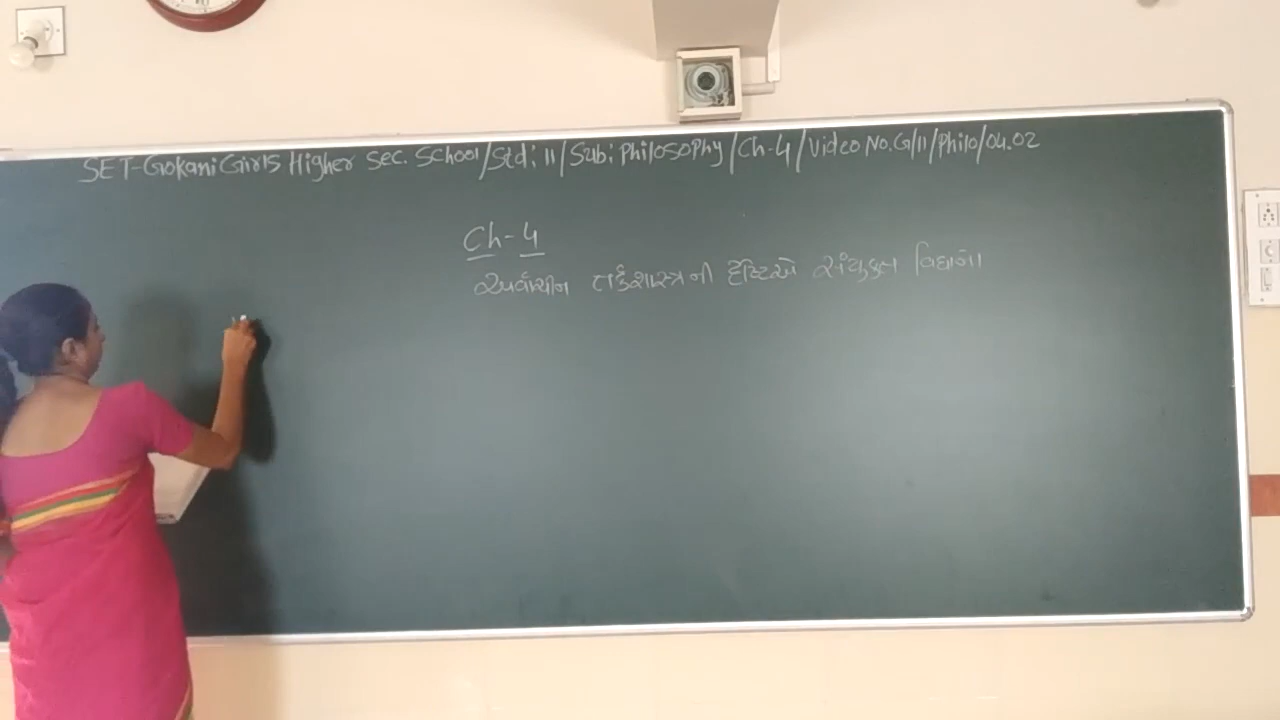 SET-Gokani Girls Higher Sec. School/Std: 11/Sub: Philosophy/Ch-4/Video No. G/11/Philo/04.02
Ch-4
અર્વાચીન તર્કશાસ્ત્રની દૃષ્ટિએ સંયુક્ત વિધાનો